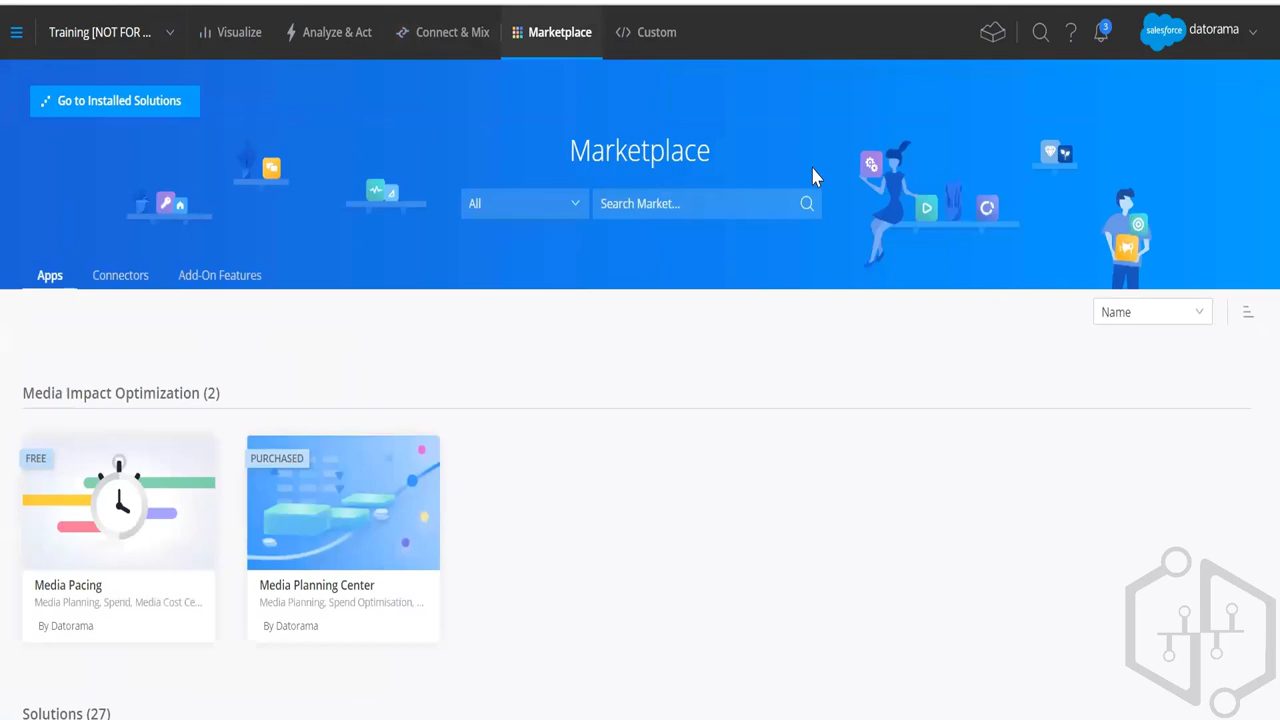 Training [NOT FOR ...
Visualize
Analyze & Act
Connect & Mix
Marketplace
Custom
3
salesforce
datorama
Go to Installed Solutions
Marketplace
All
Search Market...
Apps
Connectors
Add-On Features
Name
Media Impact Optimization (2)
FREE
PURCHASED
Media Pacing
Media Planning, Spend, Media Cost Ce...
By Datorama
Media Planning Center
Media Planning, Spend Optimisation, ...
By Datorama
Solutions (27)